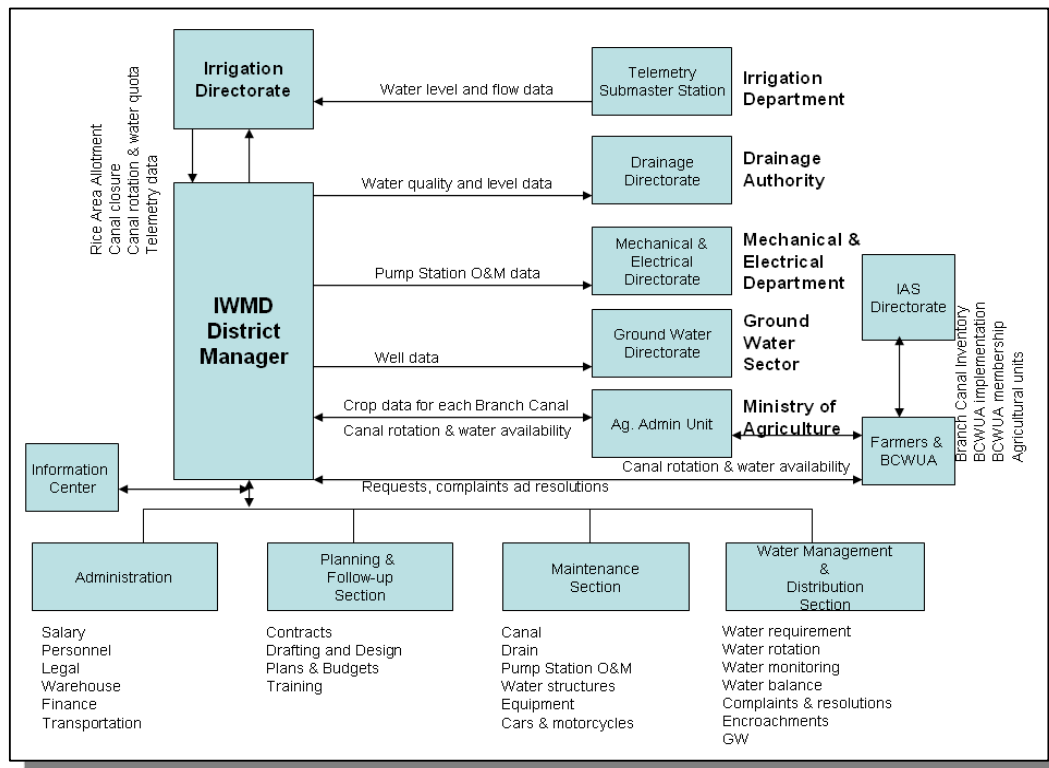 Irrigation
Directorate
Water level and flow data
Telemetry
Submaster Station
Irrigation
Department
Rice Area Allotment
Canal closure
Canal rotation & water quota
Telemetry data
Water quality and level data
Drainage
Directorate
Drainage
Authority
Pump Station O&M data
Mechanical &
Electrical
Directorate
Mechanical &
Electrical
Department
IWMD
District
Manager
IAS
Directorate
Well data
Ground Water
Directorate
Ground
Water
Sector
Crop data for each Branch Canal
Canal rotation & water availability
Ag. Admin Unit
Ministry of
Agriculture
Branch Canal Inventory
BCWUA implementation
BCWUA membership
Agricultural units
Farmers &
BCWUA
Canal rotation & water availability
Requests, complaints ad resolutions
Information
Center
Administration
Planning &
Follow-up
Section
Maintenance
Section
Water Management
&
Distribution
Section
Salary
Personnel
Legal
Warehouse
Finance
Transportation
Contracts
Drafting and Design
Plans & Budgets
Training
Canal
Drain
Pump Station O&M
Water structures
Equipment
Cars & motorcycles
Water requirement
Water rotation
Water monitoring
Water balance
Complaints & resolutions
Encroachments
GW